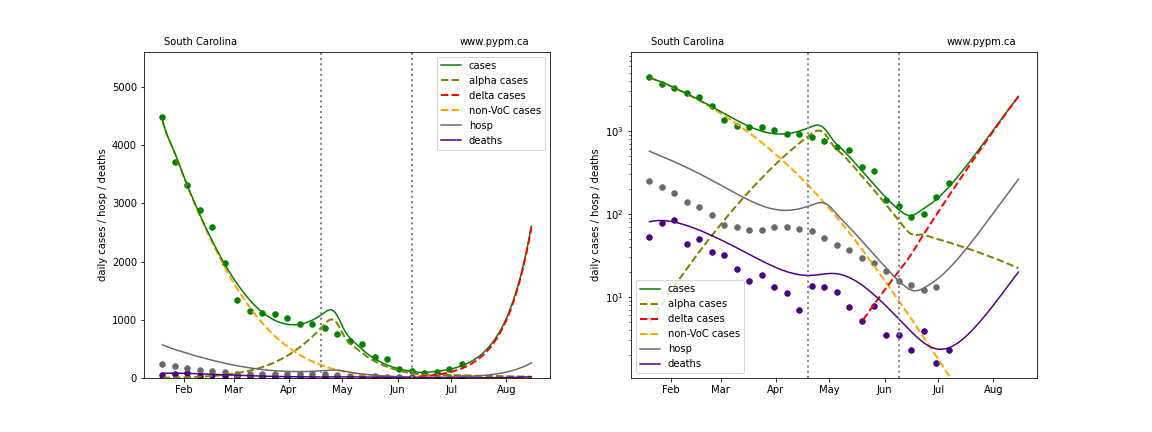 South Carolina
www.pypm.ca
daily cases / hosp / deaths
5000
4000
3000
2000
1000
0
cases
alpha cases
delta cases
non-VoC cases
hosp
deaths
Feb Mar Apr May Jun Jul Aug
South Carolina
www.pypm.ca
daily cases / hosp / deaths
10³
10²
10¹
cases
alpha cases
delta cases
non-VoC cases
hosp
deaths
Feb Mar Apr May Jun Jul Aug